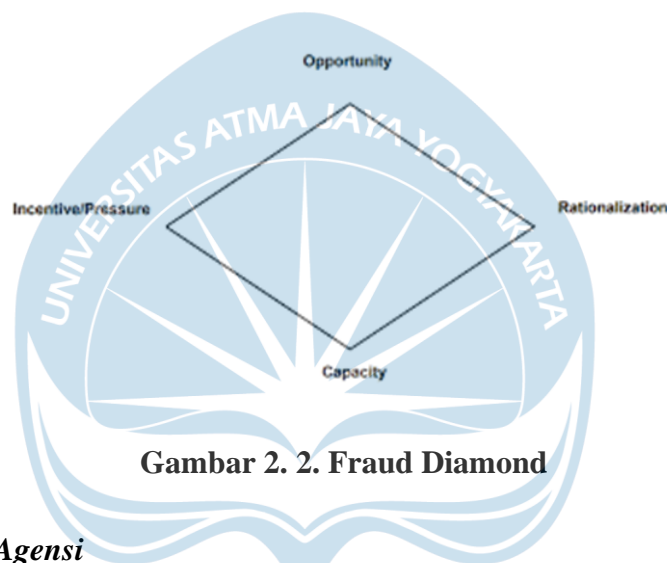 Opportunity
UNIVERSITAS ATMA JAYA YOGYAKARTA
Incentive/Pressure
Rationalization
Capacity
Gambar 2. 2. Fraud Diamond
Agensi